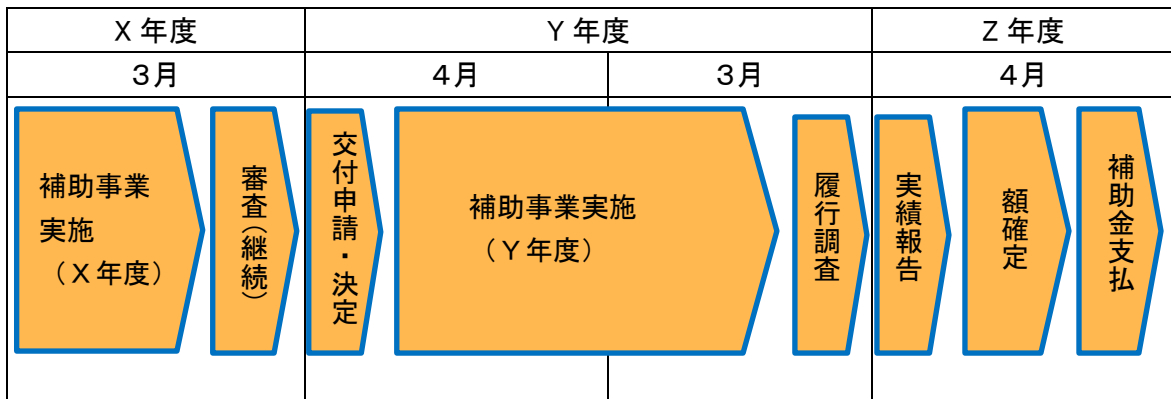 X 年度
Y 年度
Z 年度
3月
4月
3月
4月
補助事業
実施
（X年度）
審査（継続）
交付申請・決定
補助事業実施
（Y年度）
履行調査
実績報告
額確定
補助金支払